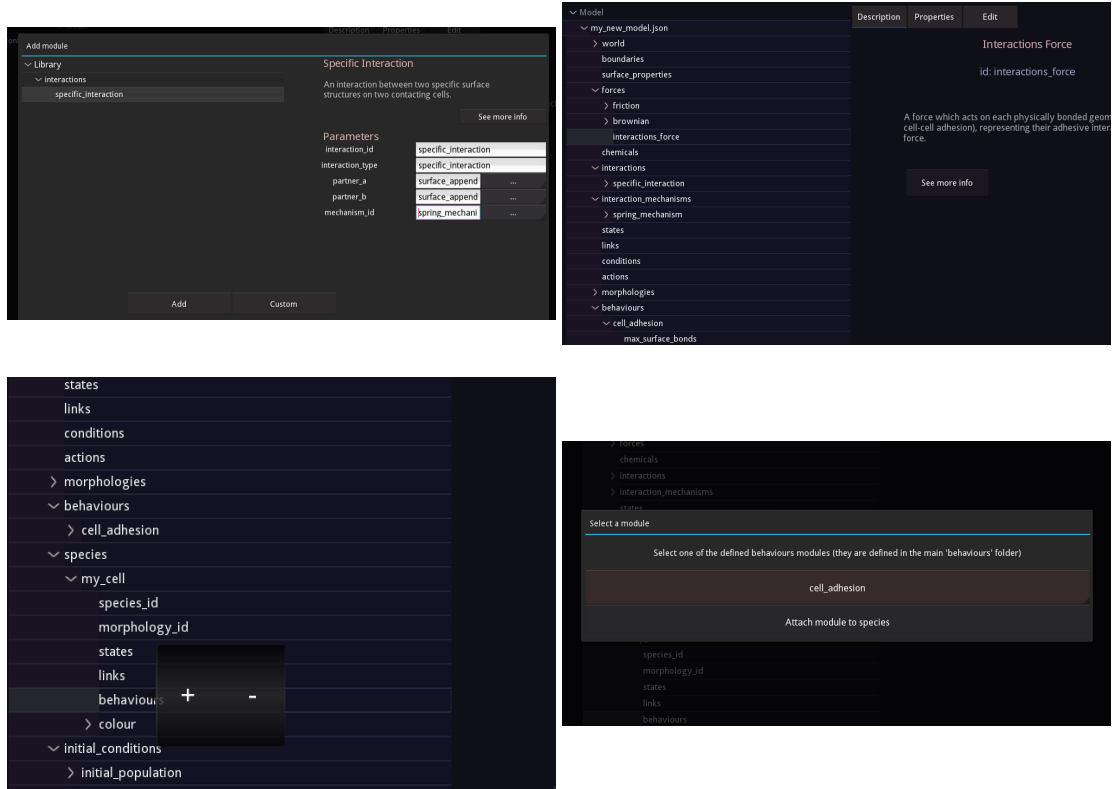 Description Properties Edit
Add module
Library
interactions
specific_interaction
Specific Interaction
An interaction between two specific surface
structures on two contacting cells.
See more info
Parameters
interaction_id specific_interaction
interaction_type specific_interaction
partner_a surface_append ...
partner_b surface_append ...
mechanism_id spring_mechani ...
Add Custom
Model
my_new_model.json
world
boundaries
surface_properties
forces
friction
brownian
interactions_force
chemicals
interactions
specific_interaction
interaction_mechanisms
spring_mechanism
states
links
conditions
actions
morphologies
behaviours
cell_adhesion
max_surface_bonds
Description Properties Edit
Interactions Force
id: interactions_force
A force which acts on each physically bonded geom
cell-cell adhesion), representing their adhesive inter
force.
See more info
states
links
conditions
actions
morphologies
behaviours
cell_adhesion
species
my_cell
species_id
morphology_id
states
links
behaviours
+ -
colour
initial_conditions
initial_population
forces
chemicals
interactions
interaction_mechanisms
states
Select a module
Select one of the defined behaviours modules (they are defined in the main 'behaviours' folder)
cell_adhesion
Attach module to species
species_id
morphology_id
states
links
behaviours